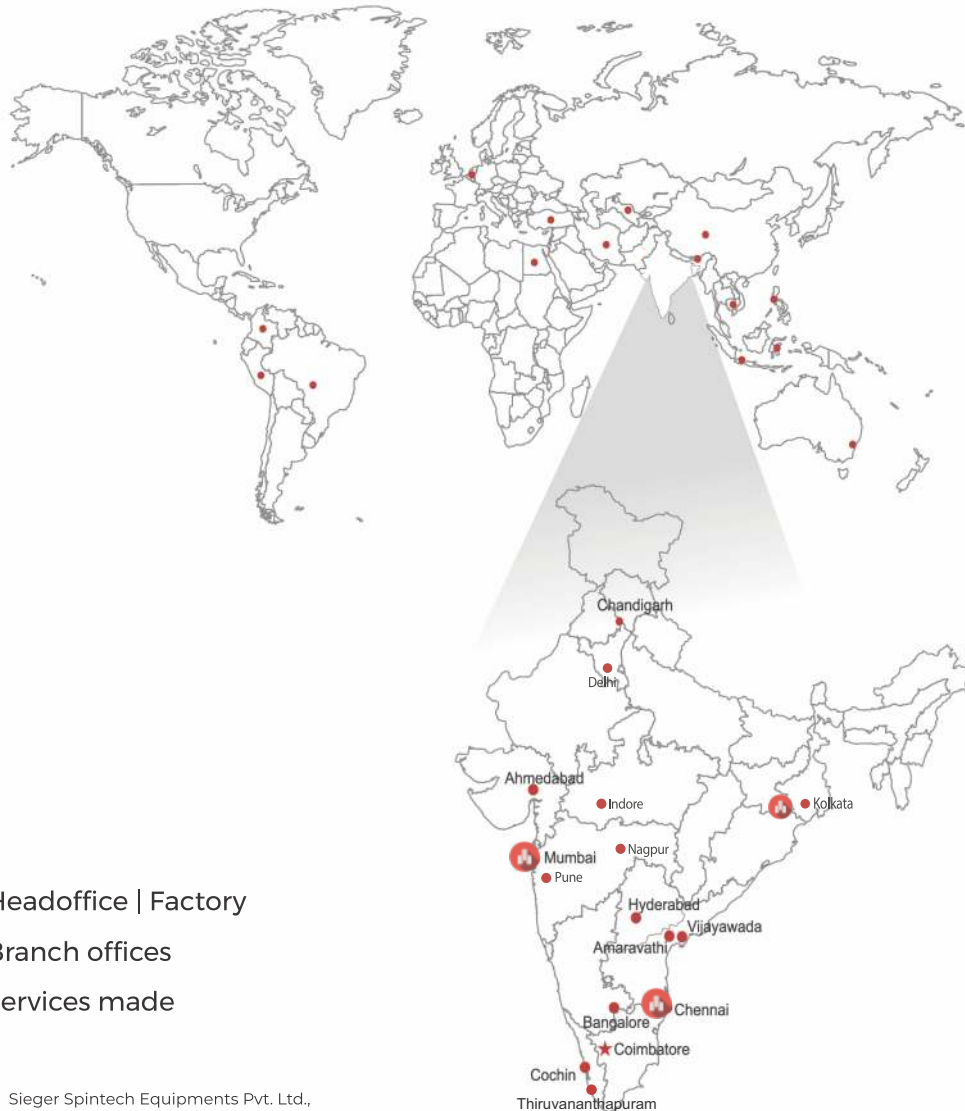 Chandigarh
Delhi
Ahmedabad
Indore
Kolkata
Mumbai
Nagpur
Pune
Hyderabad
Vijayawada
Amaravathi
Chennai
Bangalore
Coimbatore
Cochin
Thiruvananthapuram
Headoffice | Factory
Branch offices
ervices made
Sieger Spintech Equipments Pvt. Ltd.,